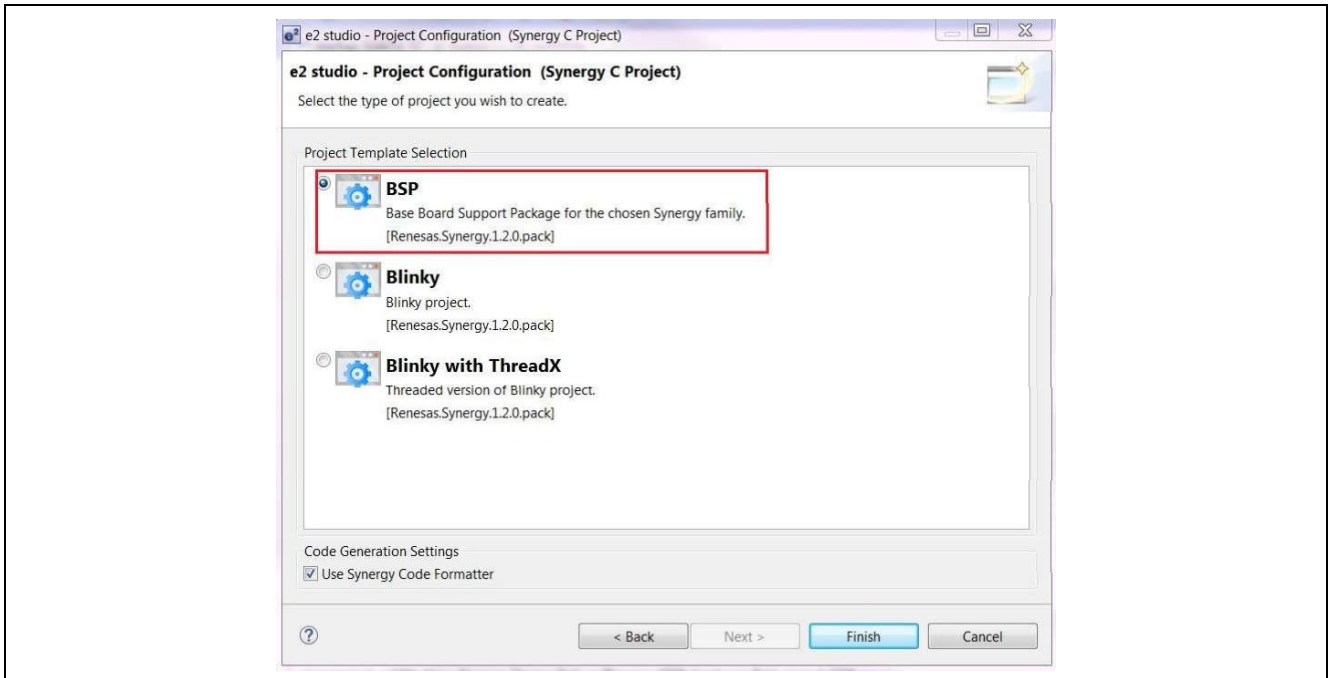 e2 studio - Project Configuration (Synergy C Project)
e2 studio - Project Configuration (Synergy C Project)
Select the type of project you wish to create.
Project Template Selection
BSP
Base Board Support Package for the chosen Synergy family.
[Renesas.Synergy.1.2.0.pack]
Blinky
Blinky project.
[Renesas.Synergy.1.2.0.pack]
Blinky with ThreadX
Threaded version of Blinky project.
[Renesas.Synergy.1.2.0.pack]
Code Generation Settings
Use Synergy Code Formatter
? < Back Next > Finish Cancel